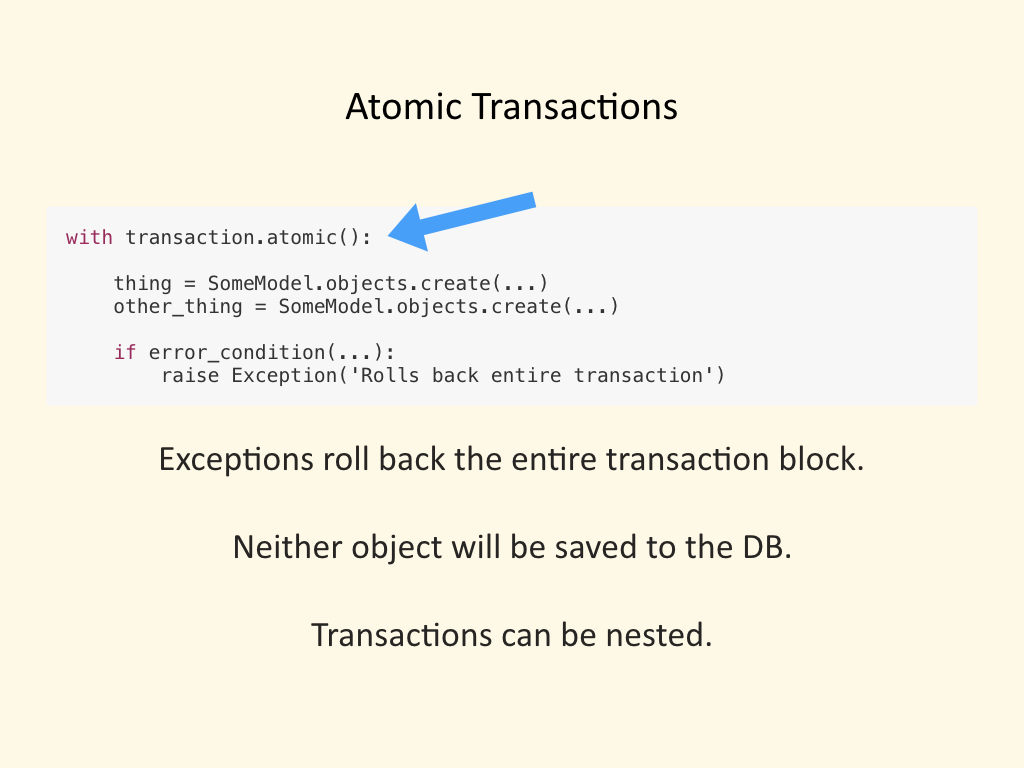 Atomic Transactions
with transaction.atomic():
    thing = SomeModel.objects.create(...)
    other_thing = SomeModel.objects.create(...)
    if error_condition(...):
        raise Exception('Rolls back entire transaction')
Exceptions roll back the entire transaction block.
Neither object will be saved to the DB.
Transactions can be nested.